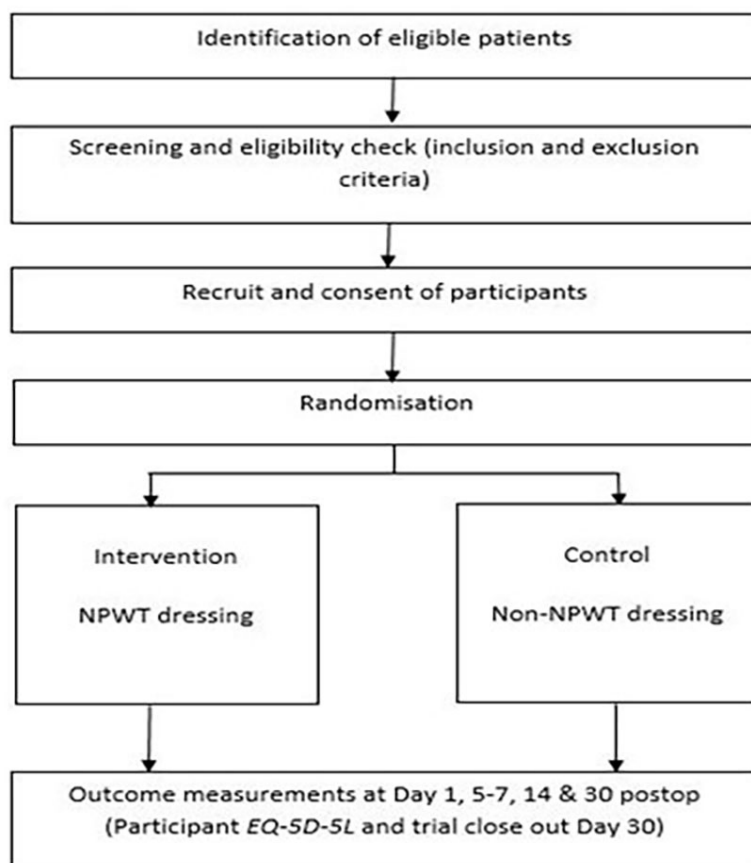 Identification of eligible patients
Screening and eligibility check (inclusion and exclusion
criteria)
Recruit and consent of participants
Randomisation
Intervention
NPWT dressing
Control
Non-NPWT dressing
Outcome measurements at Day 1, 5-7, 14 & 30 postop
(Participant EQ-5D-5L and trial close out Day 30)